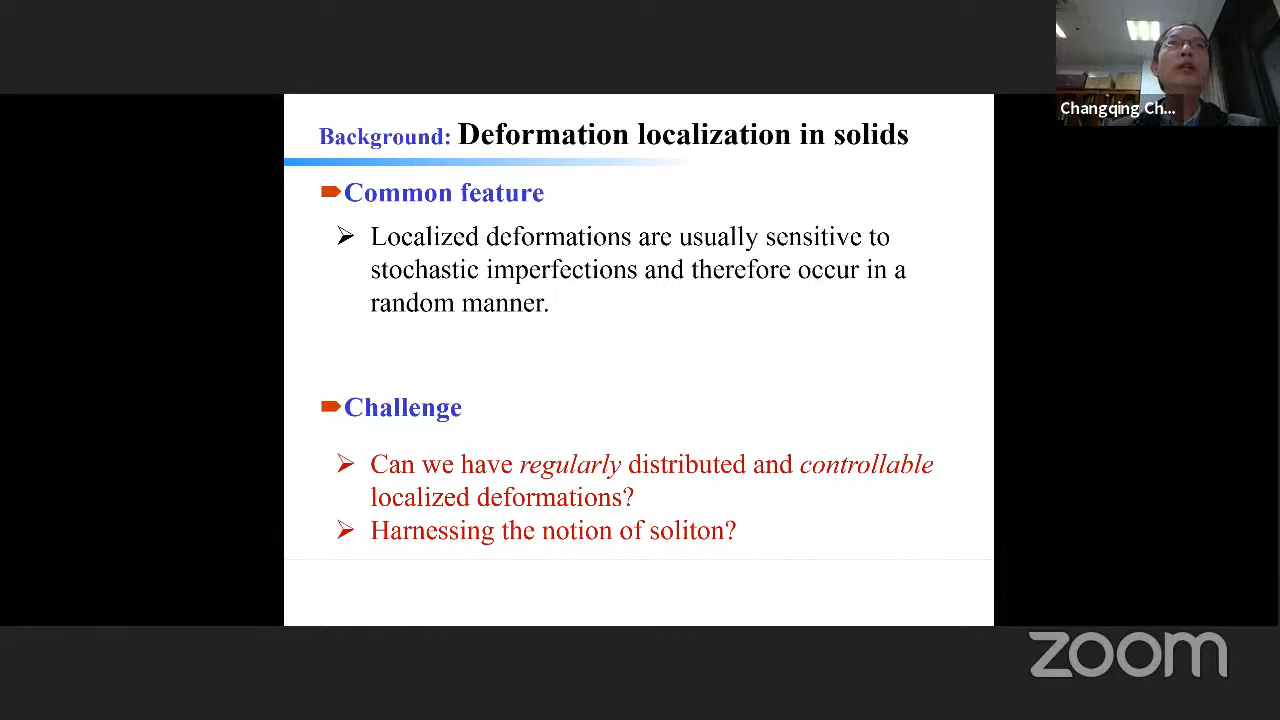 Changqing Ch...
Background: Deformation localization in solids
Common feature
Localized deformations are usually sensitive to
stochastic imperfections and therefore occur in a
random manner.
Challenge
Can we have regularly distributed and controllable
localized deformations?
Harnessing the notion of soliton?
zoom